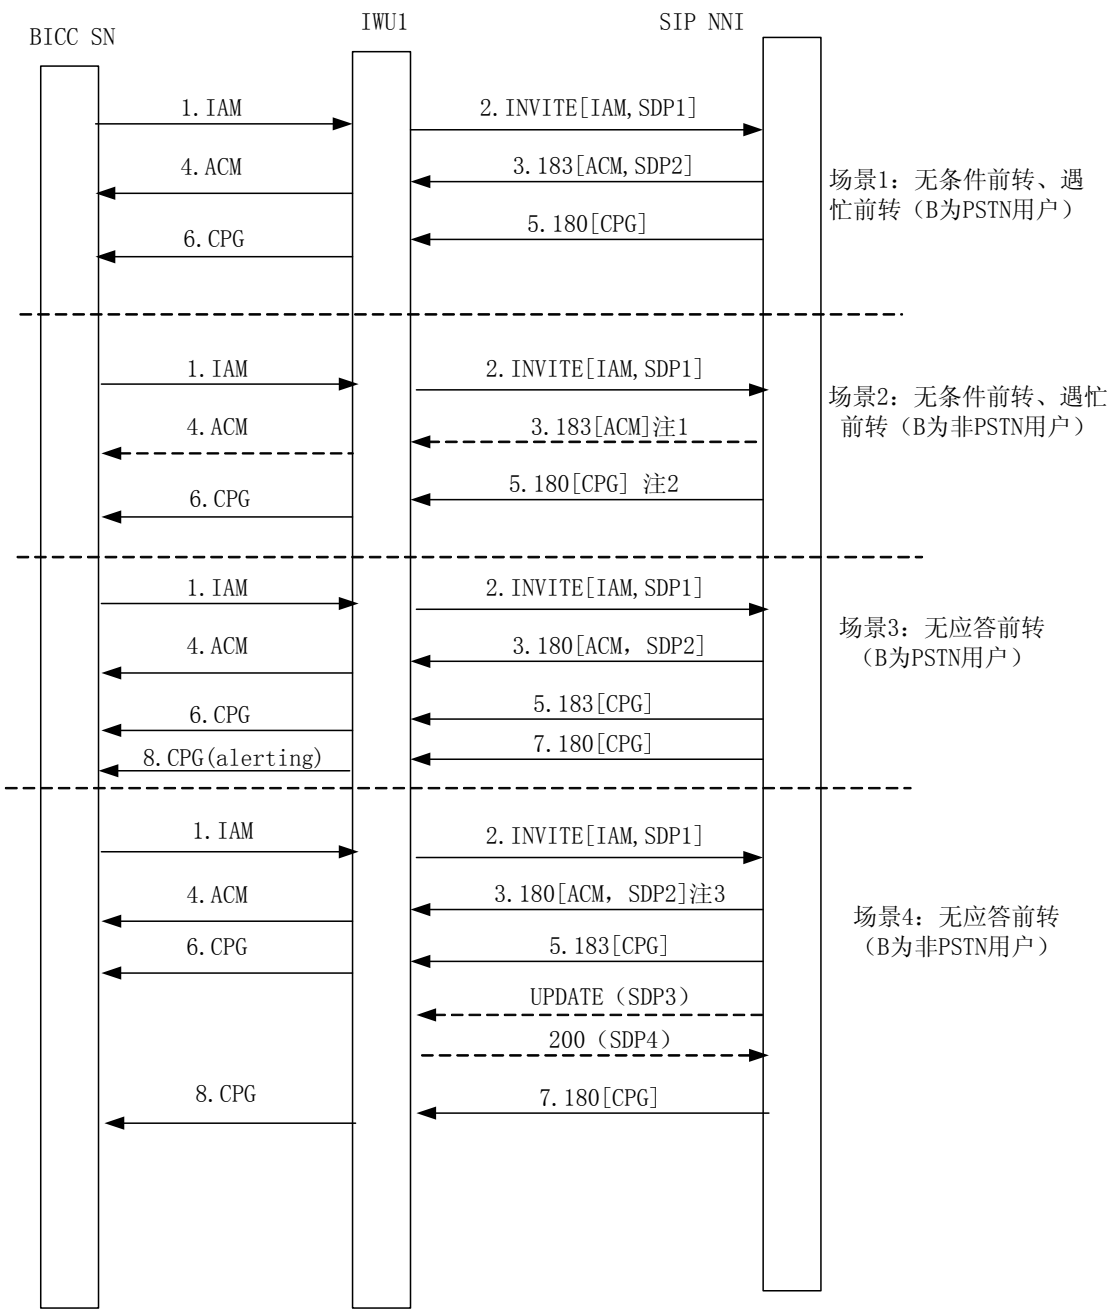 BICC SN
IWU1
SIP NNI
1.IAM
2.INVITE[IAM,SDP1]
4.ACM
3.183[ACM,SDP2]
6.CPG
5.180[CPG]
场景1：无条件前转、遇
忙前转（B为PSTN用户）
1.IAM
2.INVITE[IAM,SDP1]
4.ACM
3.183[ACM]注1
6.CPG
5.180[CPG] 注2
场景2：无条件前转、遇忙
前转（B为非PSTN用户）
1.IAM
2.INVITE[IAM,SDP1]
4.ACM
3.180[ACM，SDP2]
6.CPG
5.183[CPG]
8.CPG(alerting)
7.180[CPG]
场景3：无应答前转
（B为PSTN用户）
1.IAM
2.INVITE[IAM,SDP1]
4.ACM
3.180[ACM，SDP2]注3
6.CPG
5.183[CPG]
UPDATE（SDP3）
200（SDP4）
8.CPG
7.180[CPG]
场景4：无应答前转
（B为非PSTN用户）